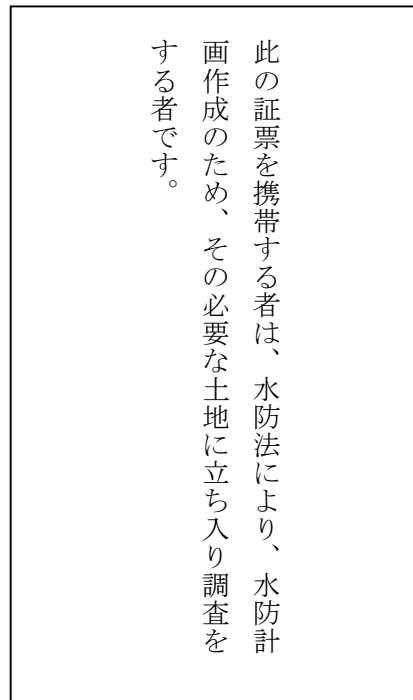 此の証票を携帯する者は、水防法により、水防計
画作成のため、その必要な土地に立ち入り調査を
する者です。